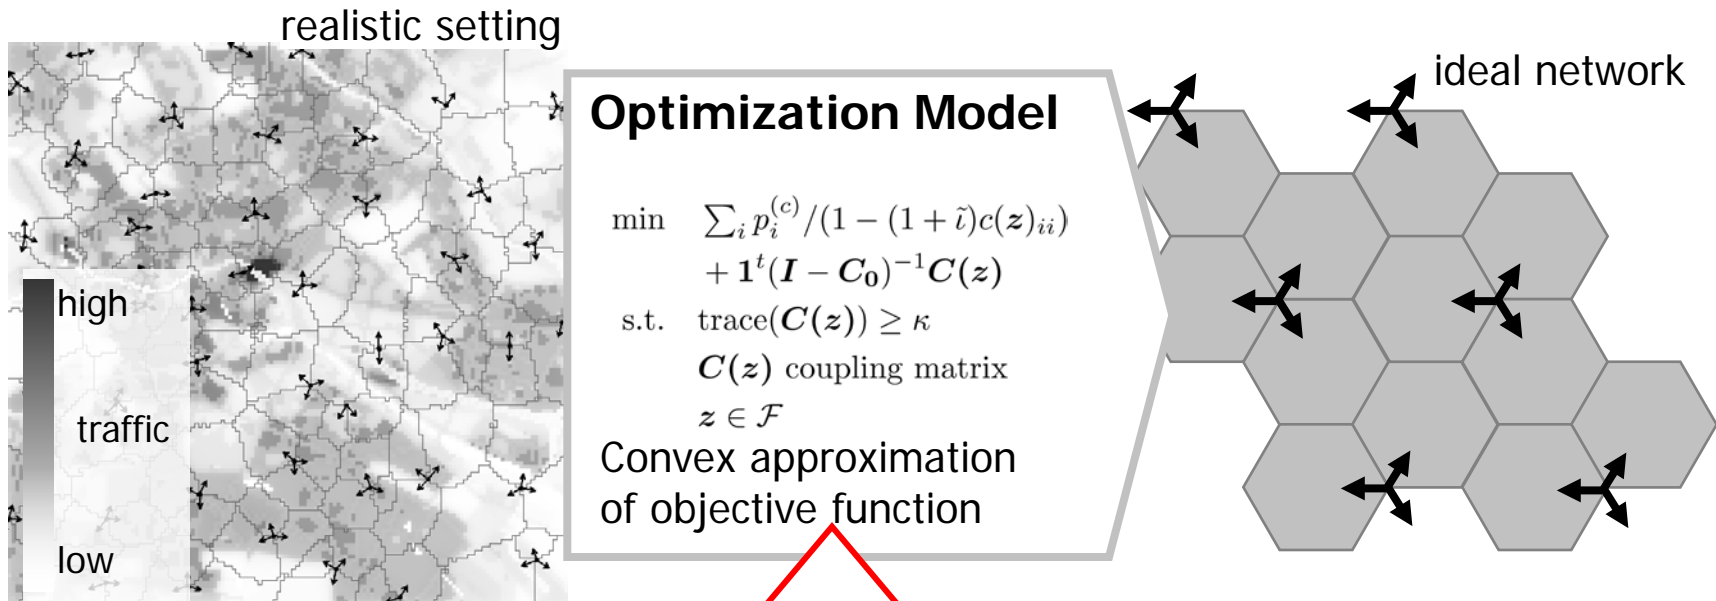 realistic setting
high
traffic
low
Optimization Model
min ∑_i p_i^{(c)}/(1 − (1 + ι̃)c(z)_{ii})
+ 1^t(I − C_0)^{−1}C(z)
s.t. trace(C(z)) ≥ κ
C(z) coupling matrix
z ∈ ℱ
Convex approximation
of objective function
ideal network